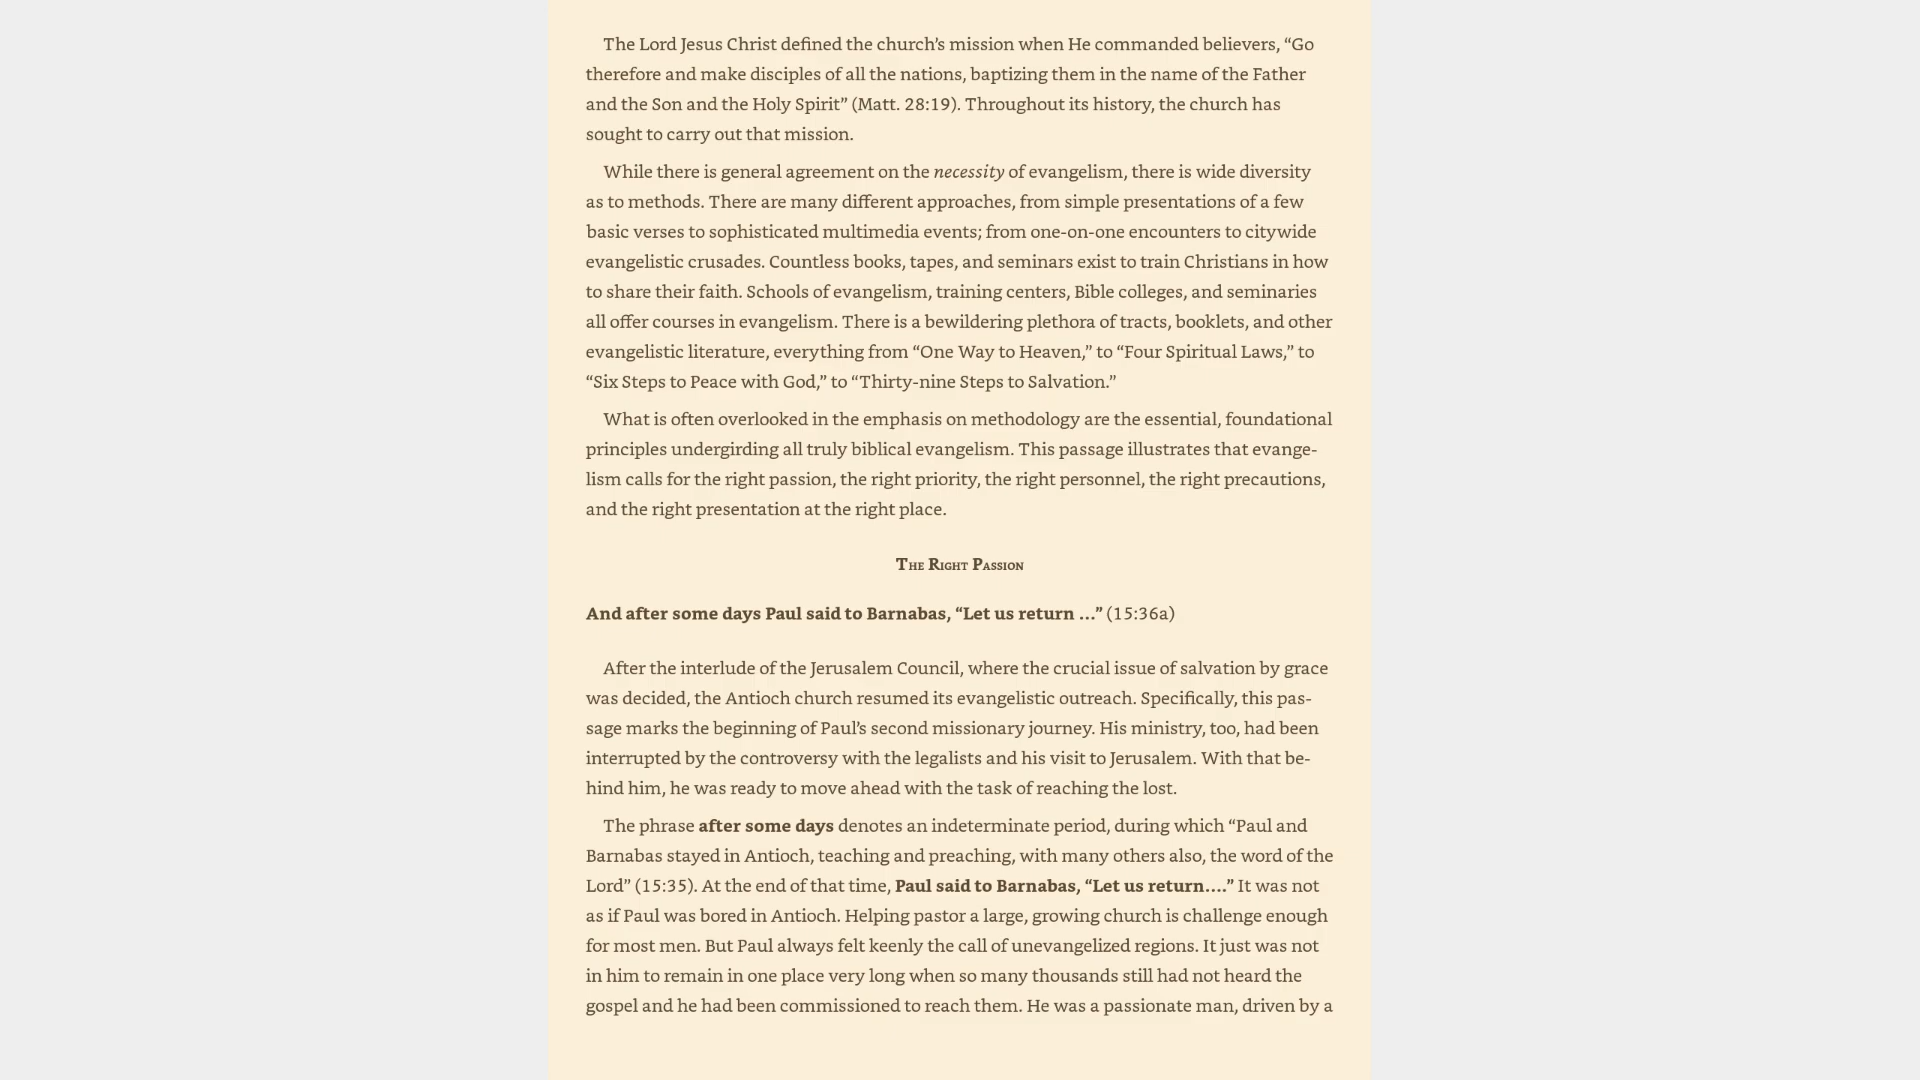 The Lord Jesus Christ defined the church’s mission when He commanded believers, “Go
therefore and make disciples of all the nations, baptizing them in the name of the Father
and the Son and the Holy Spirit” (Matt. 28:19). Throughout its history, the church has
sought to carry out that mission.
While there is general agreement on the necessity of evangelism, there is wide diversity
as to methods. There are many different approaches, from simple presentations of a few
basic verses to sophisticated multimedia events; from one-on-one encounters to citywide
evangelistic crusades. Countless books, tapes, and seminars exist to train Christians in how
to share their faith. Schools of evangelism, training centers, Bible colleges, and seminaries
all offer courses in evangelism. There is a bewildering plethora of tracts, booklets, and other
evangelistic literature, everything from “One Way to Heaven,” to “Four Spiritual Laws,” to
“Six Steps to Peace with God,” to “Thirty-nine Steps to Salvation.”
What is often overlooked in the emphasis on methodology are the essential, foundational
principles undergirding all truly biblical evangelism. This passage illustrates that evange-
lism calls for the right passion, the right priority, the right personnel, the right precautions,
and the right presentation at the right place.
The Right Passion
And after some days Paul said to Barnabas, “Let us return …” (15:36a)
After the interlude of the Jerusalem Council, where the crucial issue of salvation by grace
was decided, the Antioch church resumed its evangelistic outreach. Specifically, this pas-
sage marks the beginning of Paul’s second missionary journey. His ministry, too, had been
interrupted by the controversy with the legalists and his visit to Jerusalem. With that be-
hind him, he was ready to move ahead with the task of reaching the lost.
The phrase after some days denotes an indeterminate period, during which “Paul and
Barnabas stayed in Antioch, teaching and preaching, with many others also, the word of the
Lord” (15:35). At the end of that time, Paul said to Barnabas, “Let us return.…” It was not
as if Paul was bored in Antioch. Helping pastor a large, growing church is challenge enough
for most men. But Paul always felt keenly the call of unevangelized regions. It just was not
in him to remain in one place very long when so many thousands still had not heard the
gospel and he had been commissioned to reach them. He was a passionate man, driven by a